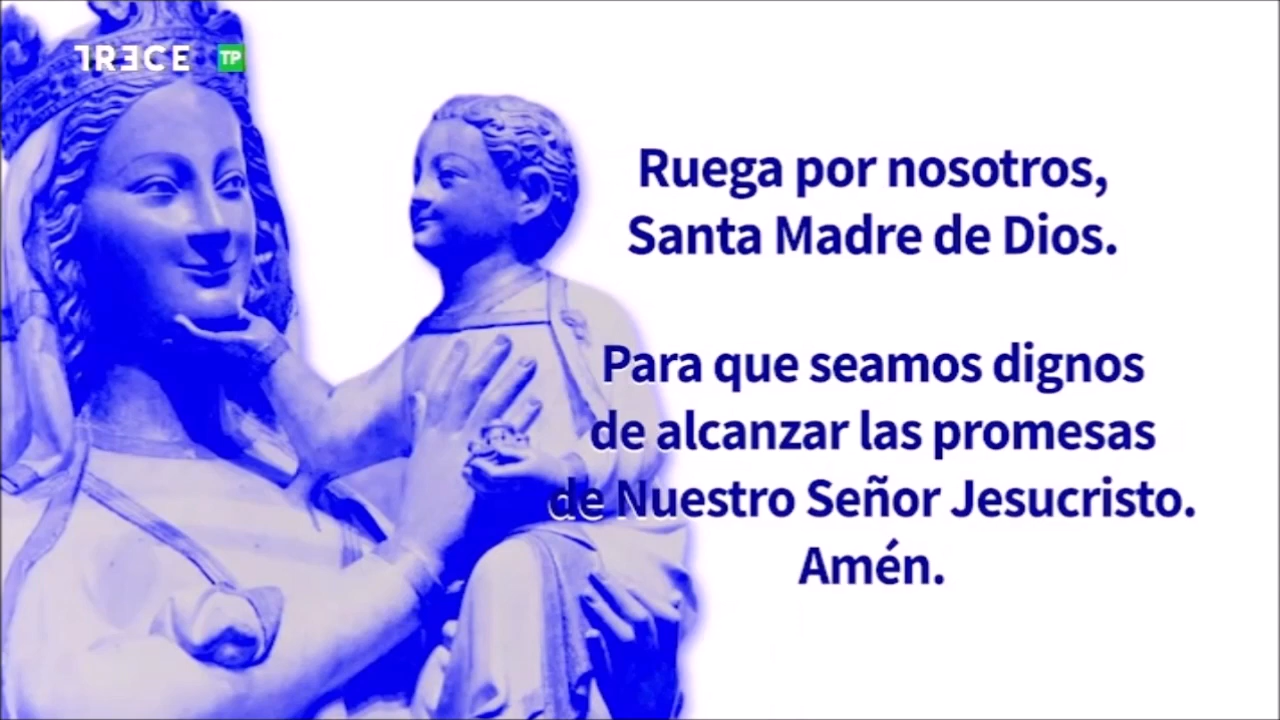 TRECE TP
Ruega por nosotros,
Santa Madre de Dios.
Para que seamos dignos
de alcanzar las promesas
de Nuestro Señor Jesucristo.
Amén.